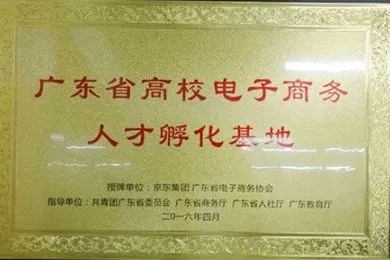 广东省高校电子商务
人才孵化基地
授牌单位：京东集团 广东省电子商务协会
指导单位：共青团广东省委员会 广东省商务厅 广东省人社厅 广东教育厅
二〇一六年四月